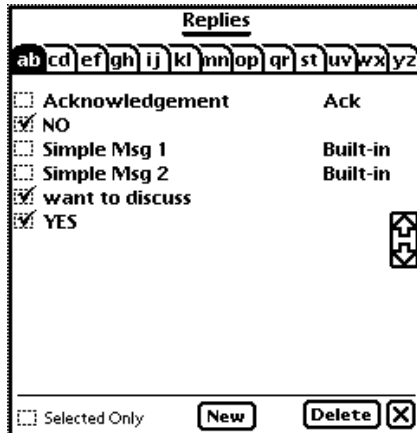 Replies
ab cd ef gh ij kl mn op qr st uv wx yz
Acknowledgement Ack
NO
Simple Msg 1 Built-in
Simple Msg 2 Built-in
want to discuss
YES
Selected Only New Delete X